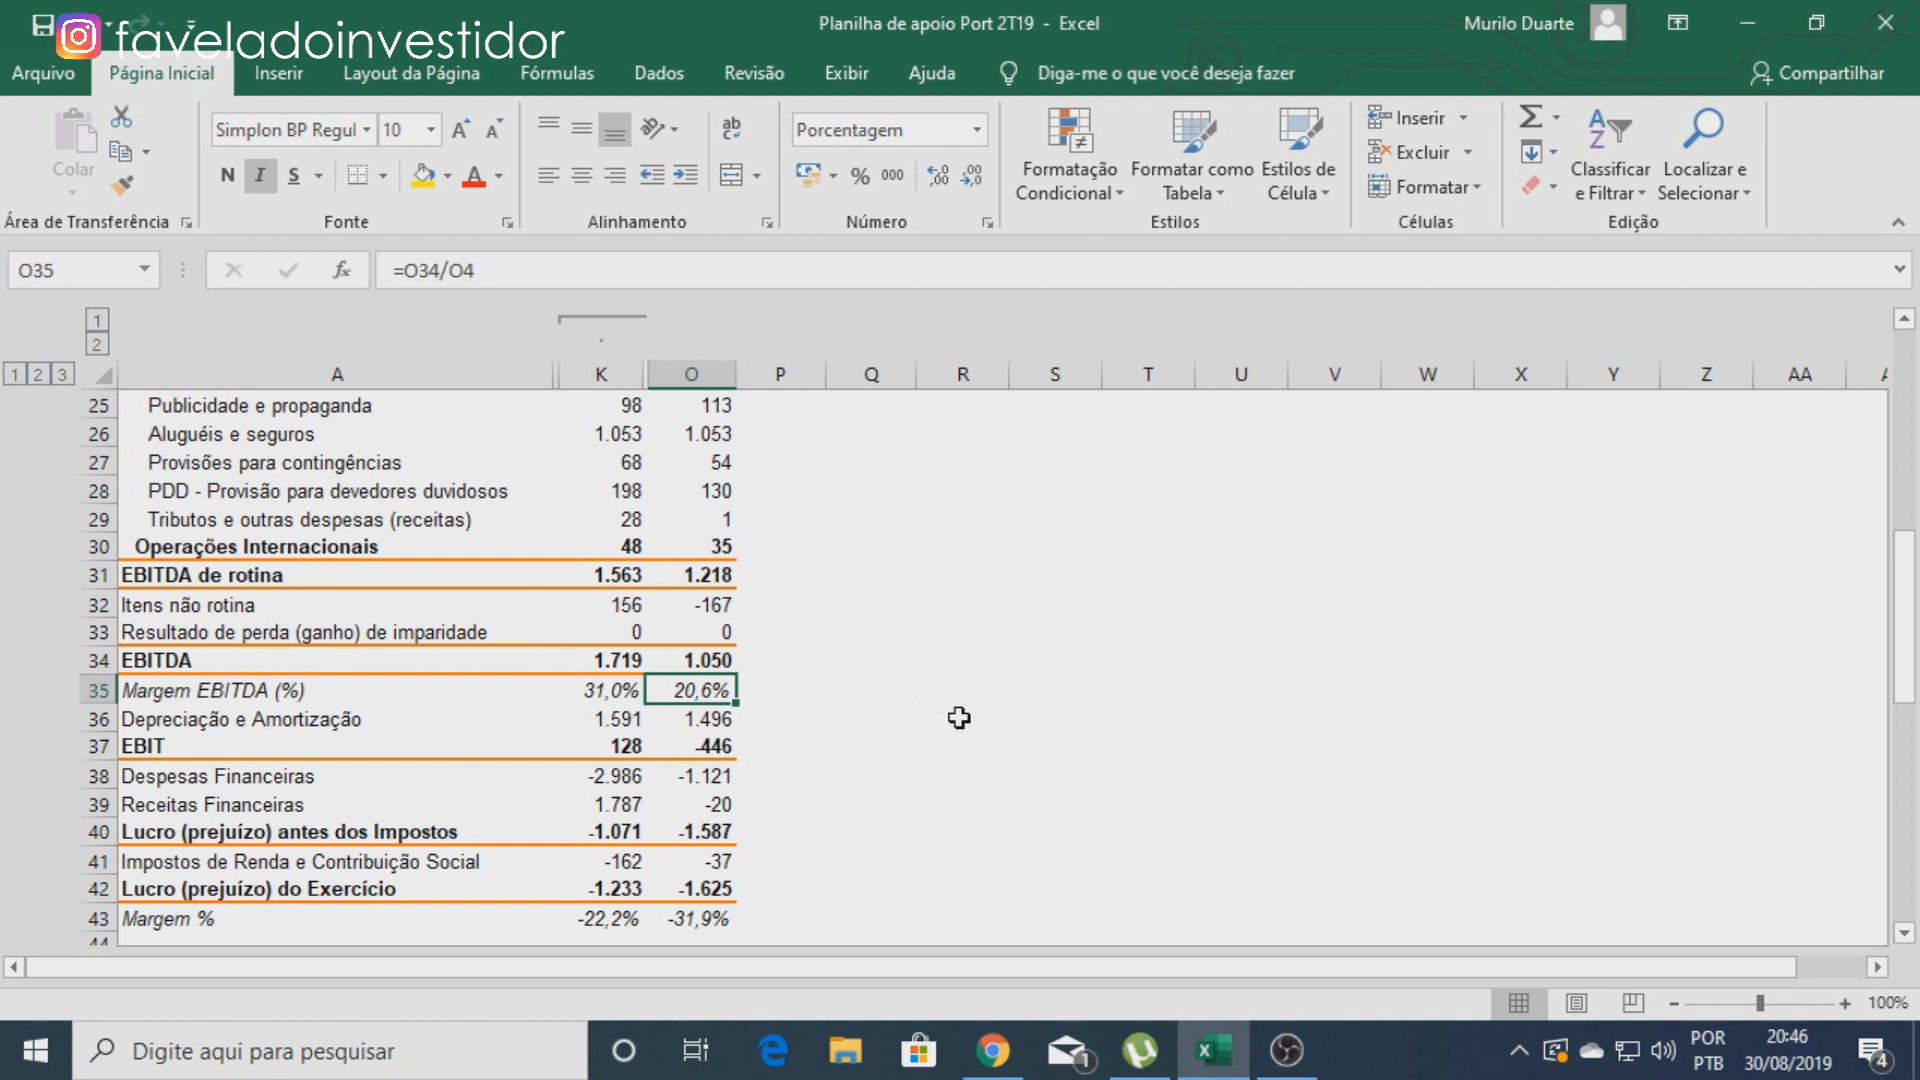 faveladoinvestidor
Planilha de apoio Port 2T19 - Excel
Murilo Duarte
Arquivo Página Inicial Inserir Layout da Página Fórmulas Dados Revisão Exibir Ajuda Diga-me o que você deseja fazer Compartilhar
Colar
Simplon BP Regul 10
Porcentagem
N I S
% 000
Formatação Condicional
Formatar como Tabela
Estilos de Célula
Inserir
Excluir
Formatar
Classificar e Filtrar
Localizar e Selecionar
Área de Transferência Fonte Alinhamento Número Estilos Células Edição
O35 fx =O34/O4
1
2
1 2 3 A K O P Q R S T U V W X Y Z AA
25 Publicidade e propaganda 98 113
26 Aluguéis e seguros 1.053 1.053
27 Provisões para contingências 68 54
28 PDD - Provisão para devedores duvidosos 198 130
29 Tributos e outras despesas (receitas) 28 1
30 Operações Internacionais 48 35
31 EBITDA de rotina 1.563 1.218
32 Itens não rotina 156 -167
33 Resultado de perda (ganho) de imparidade 0 0
34 EBITDA 1.719 1.050
35 Margem EBITDA (%) 31,0% 20,6%
36 Depreciação e Amortização 1.591 1.496
37 EBIT 128 -446
38 Despesas Financeiras -2.986 -1.121
39 Receitas Financeiras 1.787 -20
40 Lucro (prejuízo) antes dos Impostos -1.071 -1.587
41 Impostos de Renda e Contribuição Social -162 -37
42 Lucro (prejuízo) do Exercício -1.233 -1.625
43 Margem % -22,2% -31,9%
44
100%
Digite aqui para pesquisar
1
POR
PTB
20:46
30/08/2019
4